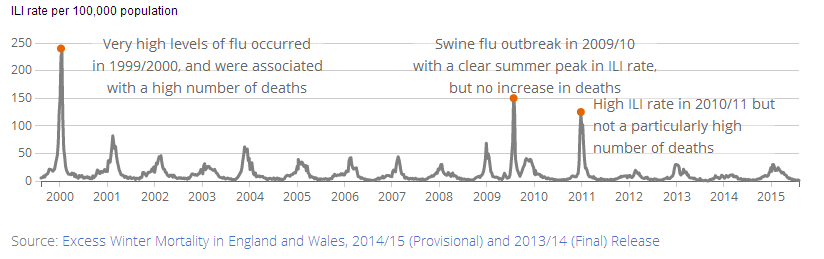 ILI rate per 100,000 population
250
200
150
100
50
0
Very high levels of flu occurred
in 1999/2000, and were associated
with a high number of deaths
Swine flu outbreak in 2009/10
with a clear summer peak in ILI rate,
but no increase in deaths
High ILI rate in 2010/11 but
not a particularly high
number of deaths
2000 2001 2002 2003 2004 2005 2006 2007 2008 2009 2010 2011 2012 2013 2014 2015
Source: Excess Winter Mortality in England and Wales, 2014/15 (Provisional) and 2013/14 (Final) Release